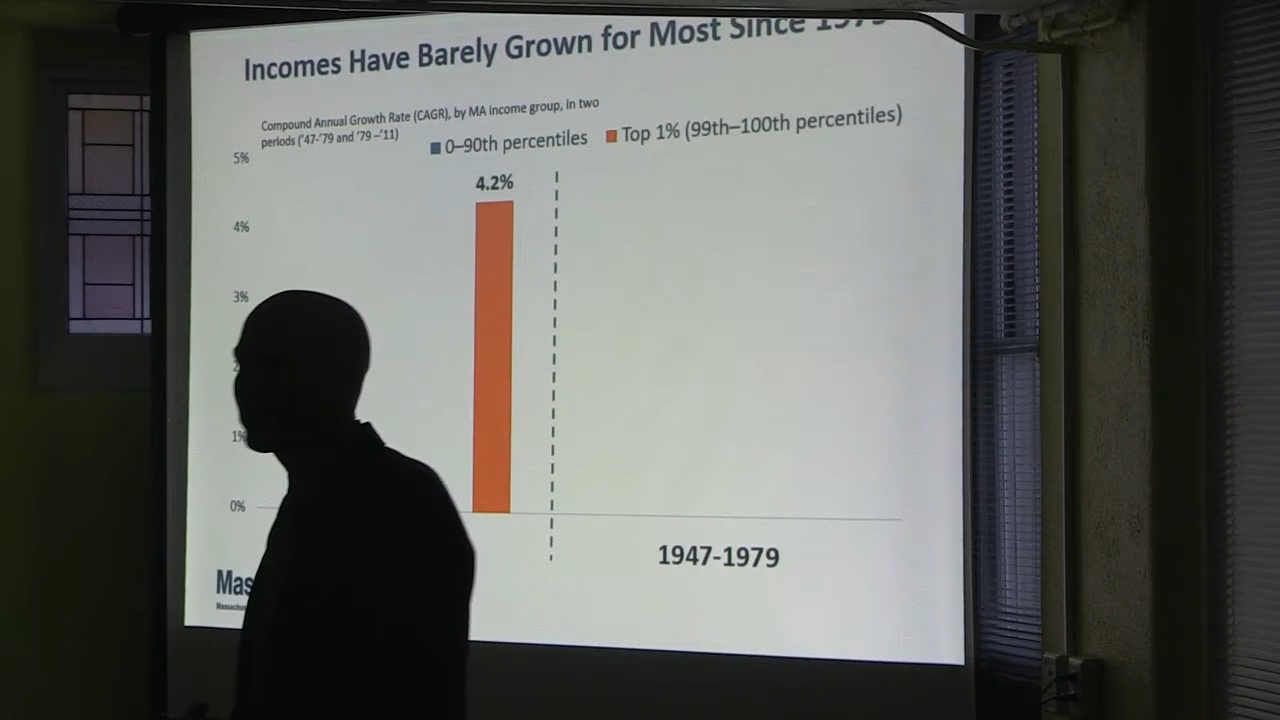 Incomes Have Barely Grown for Most Since
Compound Annual Growth Rate (CAGR), by MA income group, in two
periods ('47-'79 and '79 –'11)
0–90th percentiles
Top 1% (99th–100th percentiles)
5%
4.2%
4%
3%
1%
0%
1947-1979